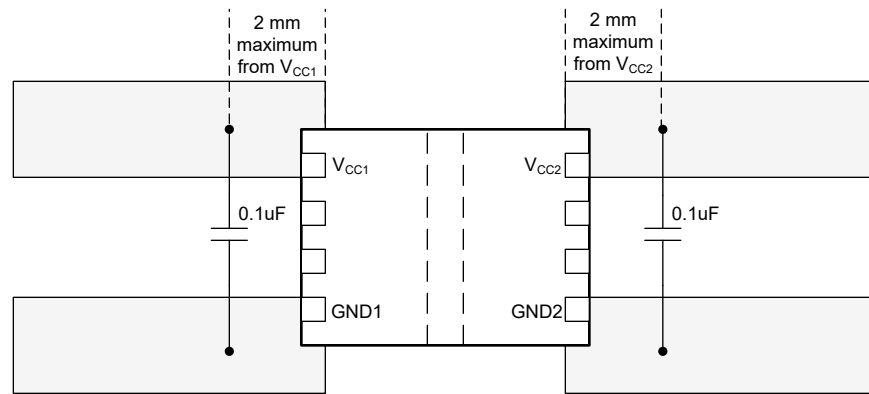 2 mm
maximum
from VCC1
2 mm
maximum
from VCC2
VCC1
VCC2
0.1uF
0.1uF
GND1
GND2